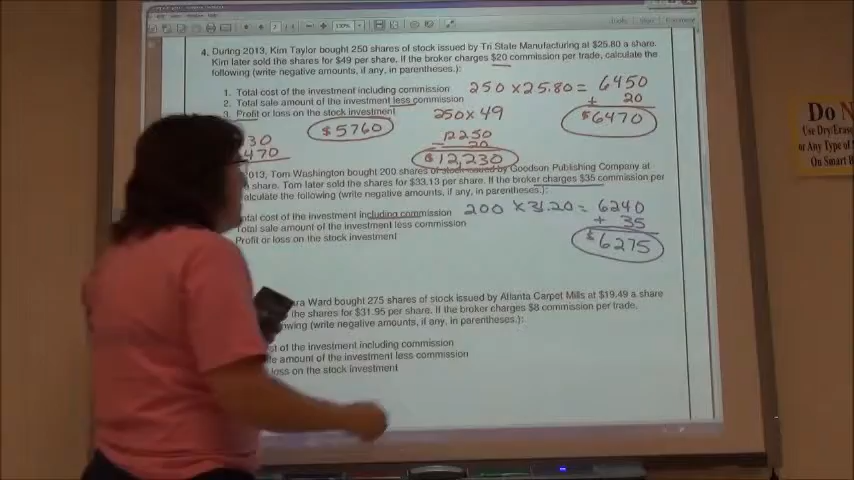 4. During 2013, Kim Taylor bought 250 shares of stock issued by Tri State Manufacturing at $25.80 a share.
Kim later sold the shares for $49 per share. If the broker charges $20 commission per trade, calculate the
following (write negative amounts, if any, in parentheses.):
1. Total cost of the investment including commission 250 x 25.80 = 6450
2. Total sale amount of the investment less commission + 20
3. Profit or loss on the stock investment 250 x 49 $6470
$5760
30 12250
470 - 20
$12,230
2013, Tom Washington bought 200 shares of stock issued by Goodson Publishing Company at
a share. Tom later sold the shares for $33.13 per share. If the broker charges $35 commission per
calculate the following (write negative amounts, if any, in parentheses.):
otal cost of the investment including commission 200 x 31.20 = 6240
Total sale amount of the investment less commission + 35
Profit or loss on the stock investment $6275
ara Ward bought 275 shares of stock issued by Atlanta Carpet Mills at $19.49 a share
the shares for $31.95 per share. If the broker charges $8 commission per trade,
owing (write negative amounts, if any, in parentheses.):
st of the investment including commission
e amount of the investment less commission
loss on the stock investment
Do N
Use Dry/Eras
or Any Type of
on Smart B